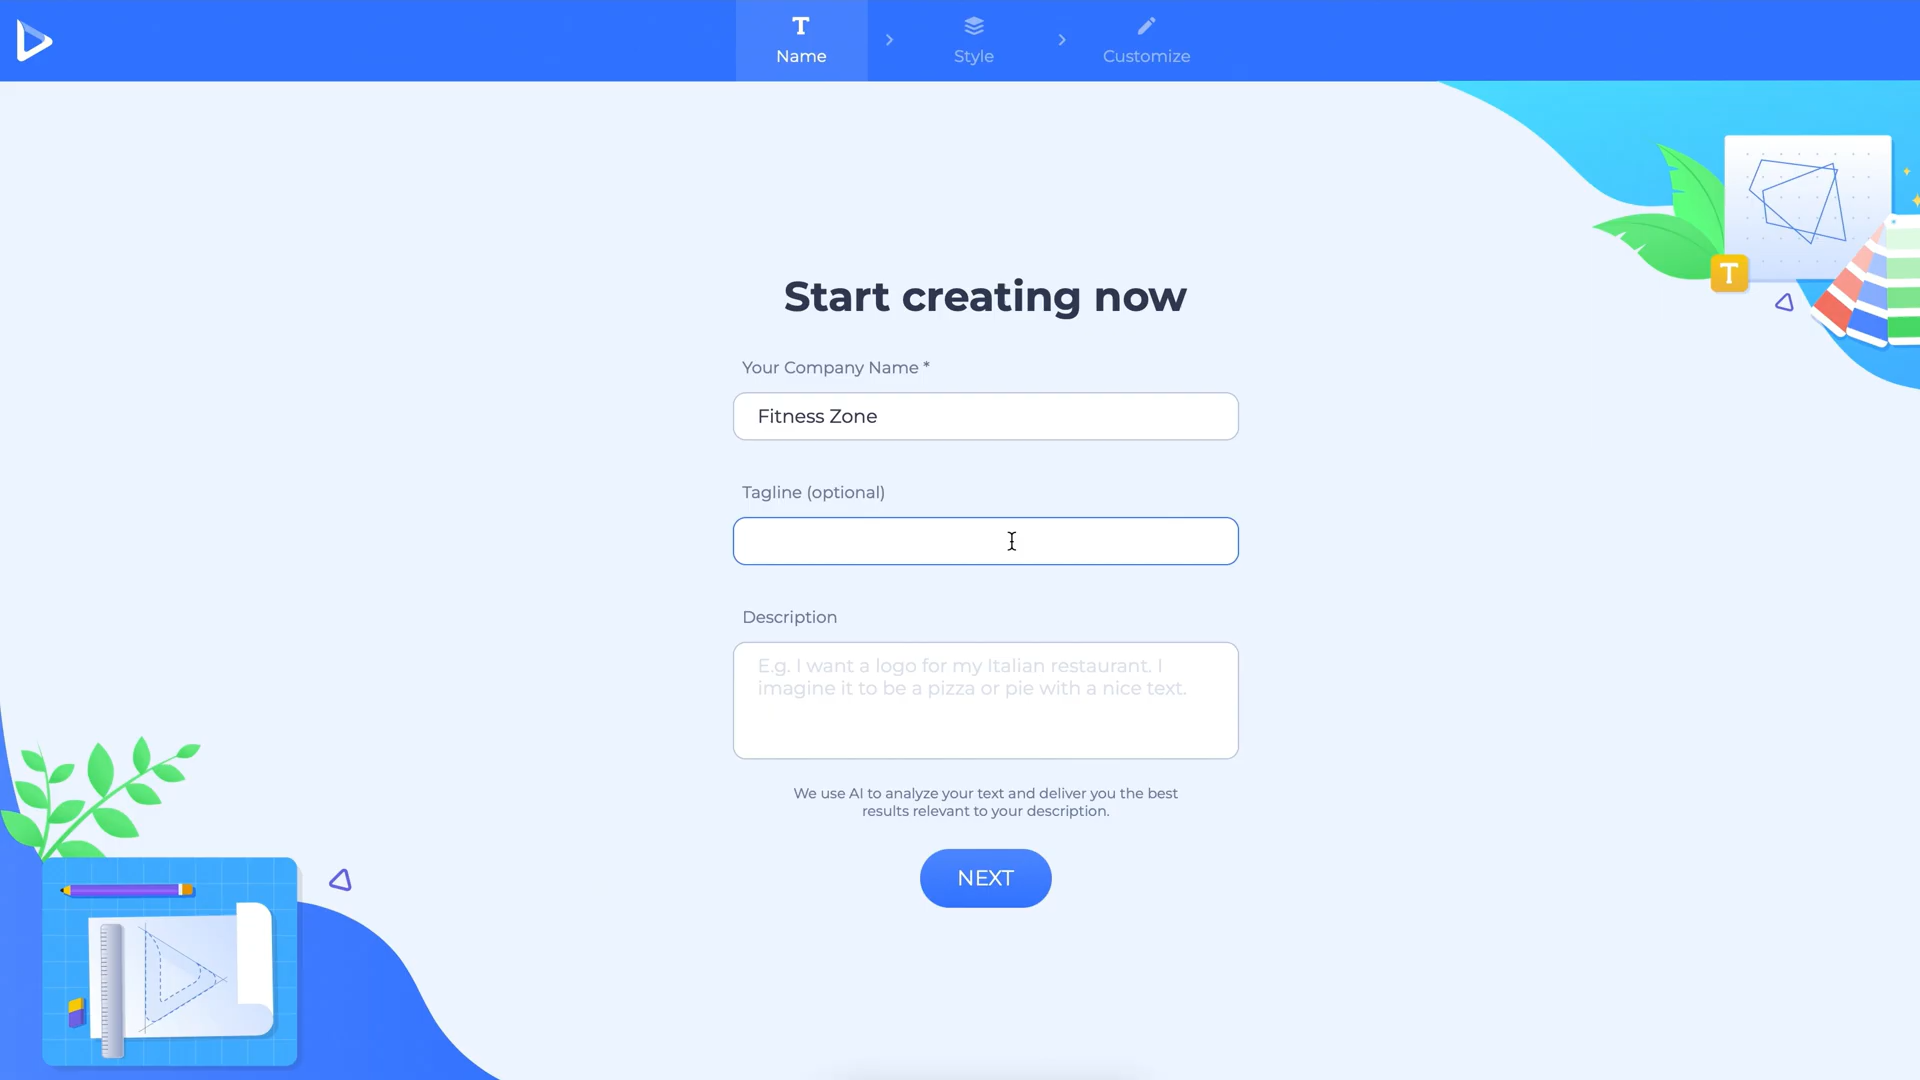 Name
Style
Customize
T
Start creating now
Your Company Name *
Fitness Zone
Tagline (optional)
Description
E.g. I want a logo for my Italian restaurant. I
imagine it to be a pizza or pie with a nice text.
We use AI to analyze your text and deliver you the best
results relevant to your description.
NEXT